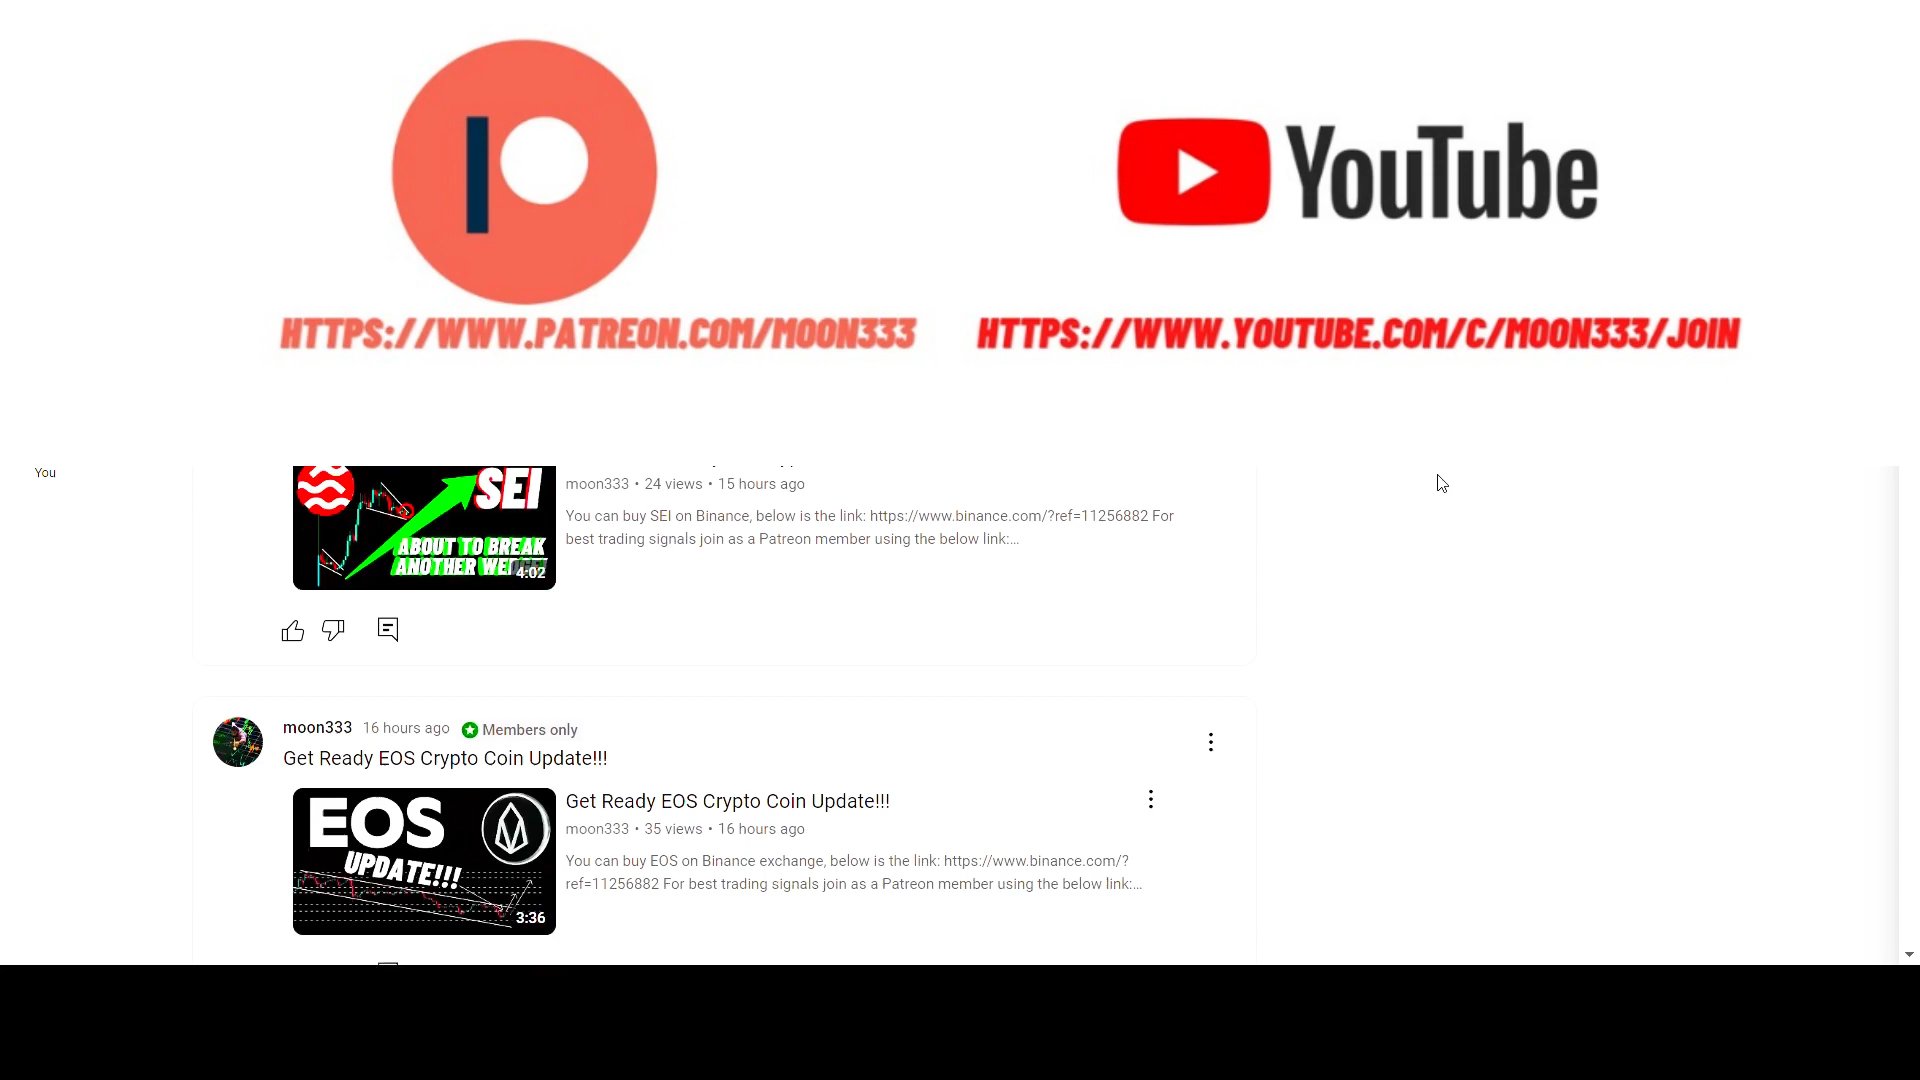 YouTube
HTTPS://WWW.PATREON.COM/MOON333
HTTPS://WWW.YOUTUBE.COM/C/MOON333/JOIN
You
SEI
ABOUT TO BREAK
ANOTHER
4:02
moon333 • 24 views • 15 hours ago
You can buy SEI on Binance, below is the link: https://www.binance.com/?ref=11256882 For
best trading signals join as a Patreon member using the below link:...
moon333 16 hours ago Members only
Get Ready EOS Crypto Coin Update!!!
EOS
UPDATE!!!
3:36
Get Ready EOS Crypto Coin Update!!!
moon333 • 35 views • 16 hours ago
You can buy EOS on Binance exchange, below is the link: https://www.binance.com/?
ref=11256882 For best trading signals join as a Patreon member using the below link:...